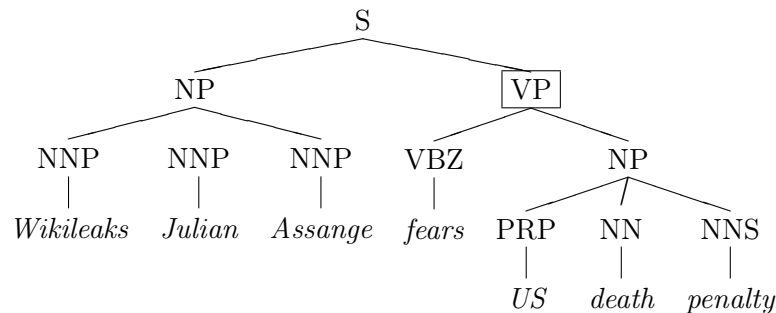 S
NP VP
NNP NNP NNP VBZ NP
Wikileaks Julian Assange fears PRP NN NNS
US death penalty